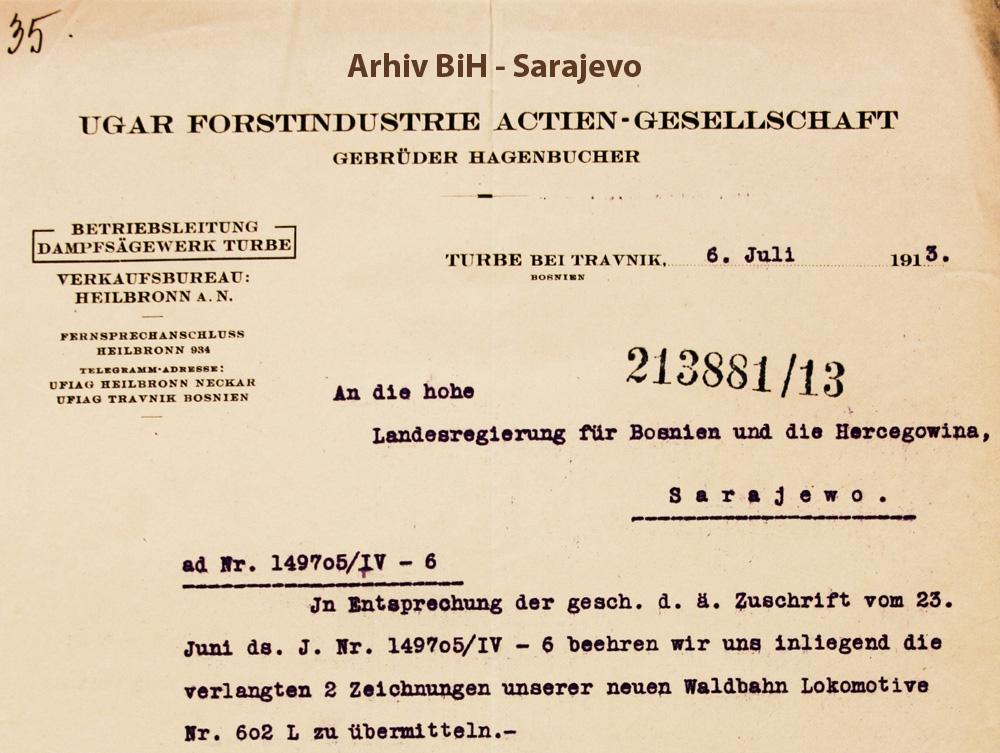 35.
Arhiv BiH - Sarajevo
UGAR FORSTINDUSTRIE ACTIEN-GESELLSCHAFT
GEBRÜDER HAGENBUCHER
BETRIEBSLEITUNG
DAMPFSÄGEWERK TURBE
VERKAUFSBUREAU:
HEILBRONN A. N.
FERNSPRECHANSCHLUSS
HEILBRONN 934
TELEGRAMM-ADRESSE:
UFIAG HEILBRONN NECKAR
UFIAG TRAVNIK BOSNIEN
TURBE BEI TRAVNIK, 6. Juli 1913.
BOSNIEN
213881/13
An die hohe
Landesregierung für Bosnien und die Hercegowina,
Sarajewo.
ad Nr. 149705/IV - 6
Jn Entsprechung der gesch. d. ä. Zuschrift vom 23.
Juni ds. J. Nr. 149705/IV - 6 beehren wir uns inliegend die
verlangten 2 Zeichnungen unserer neuen Waldbahn Lokomotive
Nr. 602 L zu übermitteln.-